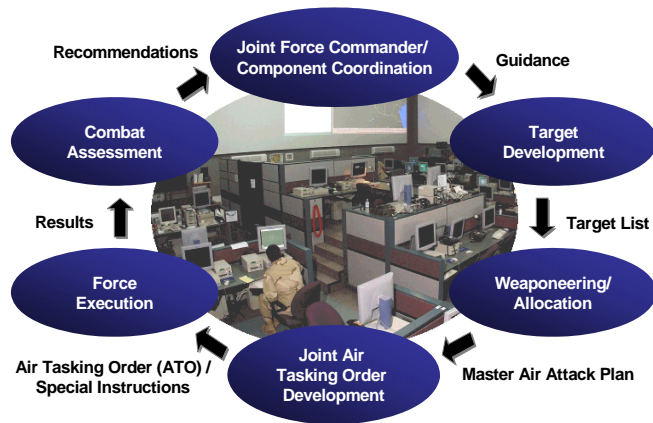 Joint Force Commander/
Component Coordination
Guidance
Target
Development
Target List
Weaponeering/
Allocation
Master Air Attack Plan
Joint Air
Tasking Order
Development
Air Tasking Order (ATO) /
Special Instructions
Force
Execution
Results
Combat
Assessment
Recommendations